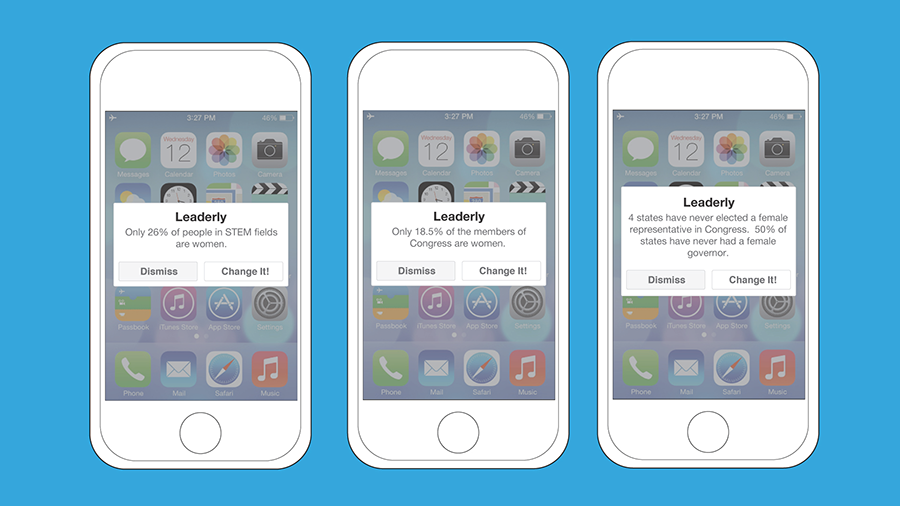 3:27 PM 46%
Wednesday
12
Messages Calendar Photos Camera
Leaderly
Only 26% of people in STEM fields
are women.
Dismiss Change It!
Passbook iTunes Store App Store Settings
Phone Mail Safari Music
3:27 PM 46%
Wednesday
12
Messages Calendar Photos Camera
Leaderly
Only 18.5% of the members of
Congress are women.
Dismiss Change It!
Passbook iTunes Store App Store Settings
Phone Mail Safari Music
3:27 PM 46%
Wednesday
12
Messages Calendar Photos Camera
Leaderly
4 states have never elected a female
representative in Congress. 50% of
states have never had a female
governor.
Dismiss Change It!
Passbook iTunes Store App Store Settings
Phone Mail Safari Music